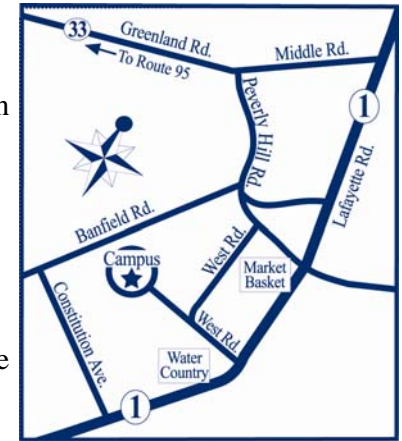 33
Greenland Rd.
To Route 95
Middle Rd.
Peverly Hill Rd.
1
Lafayette Rd.
Banfield Rd.
Campus
West Rd.
Market
Basket
Constitution Ave.
West Rd.
Water
Country
1